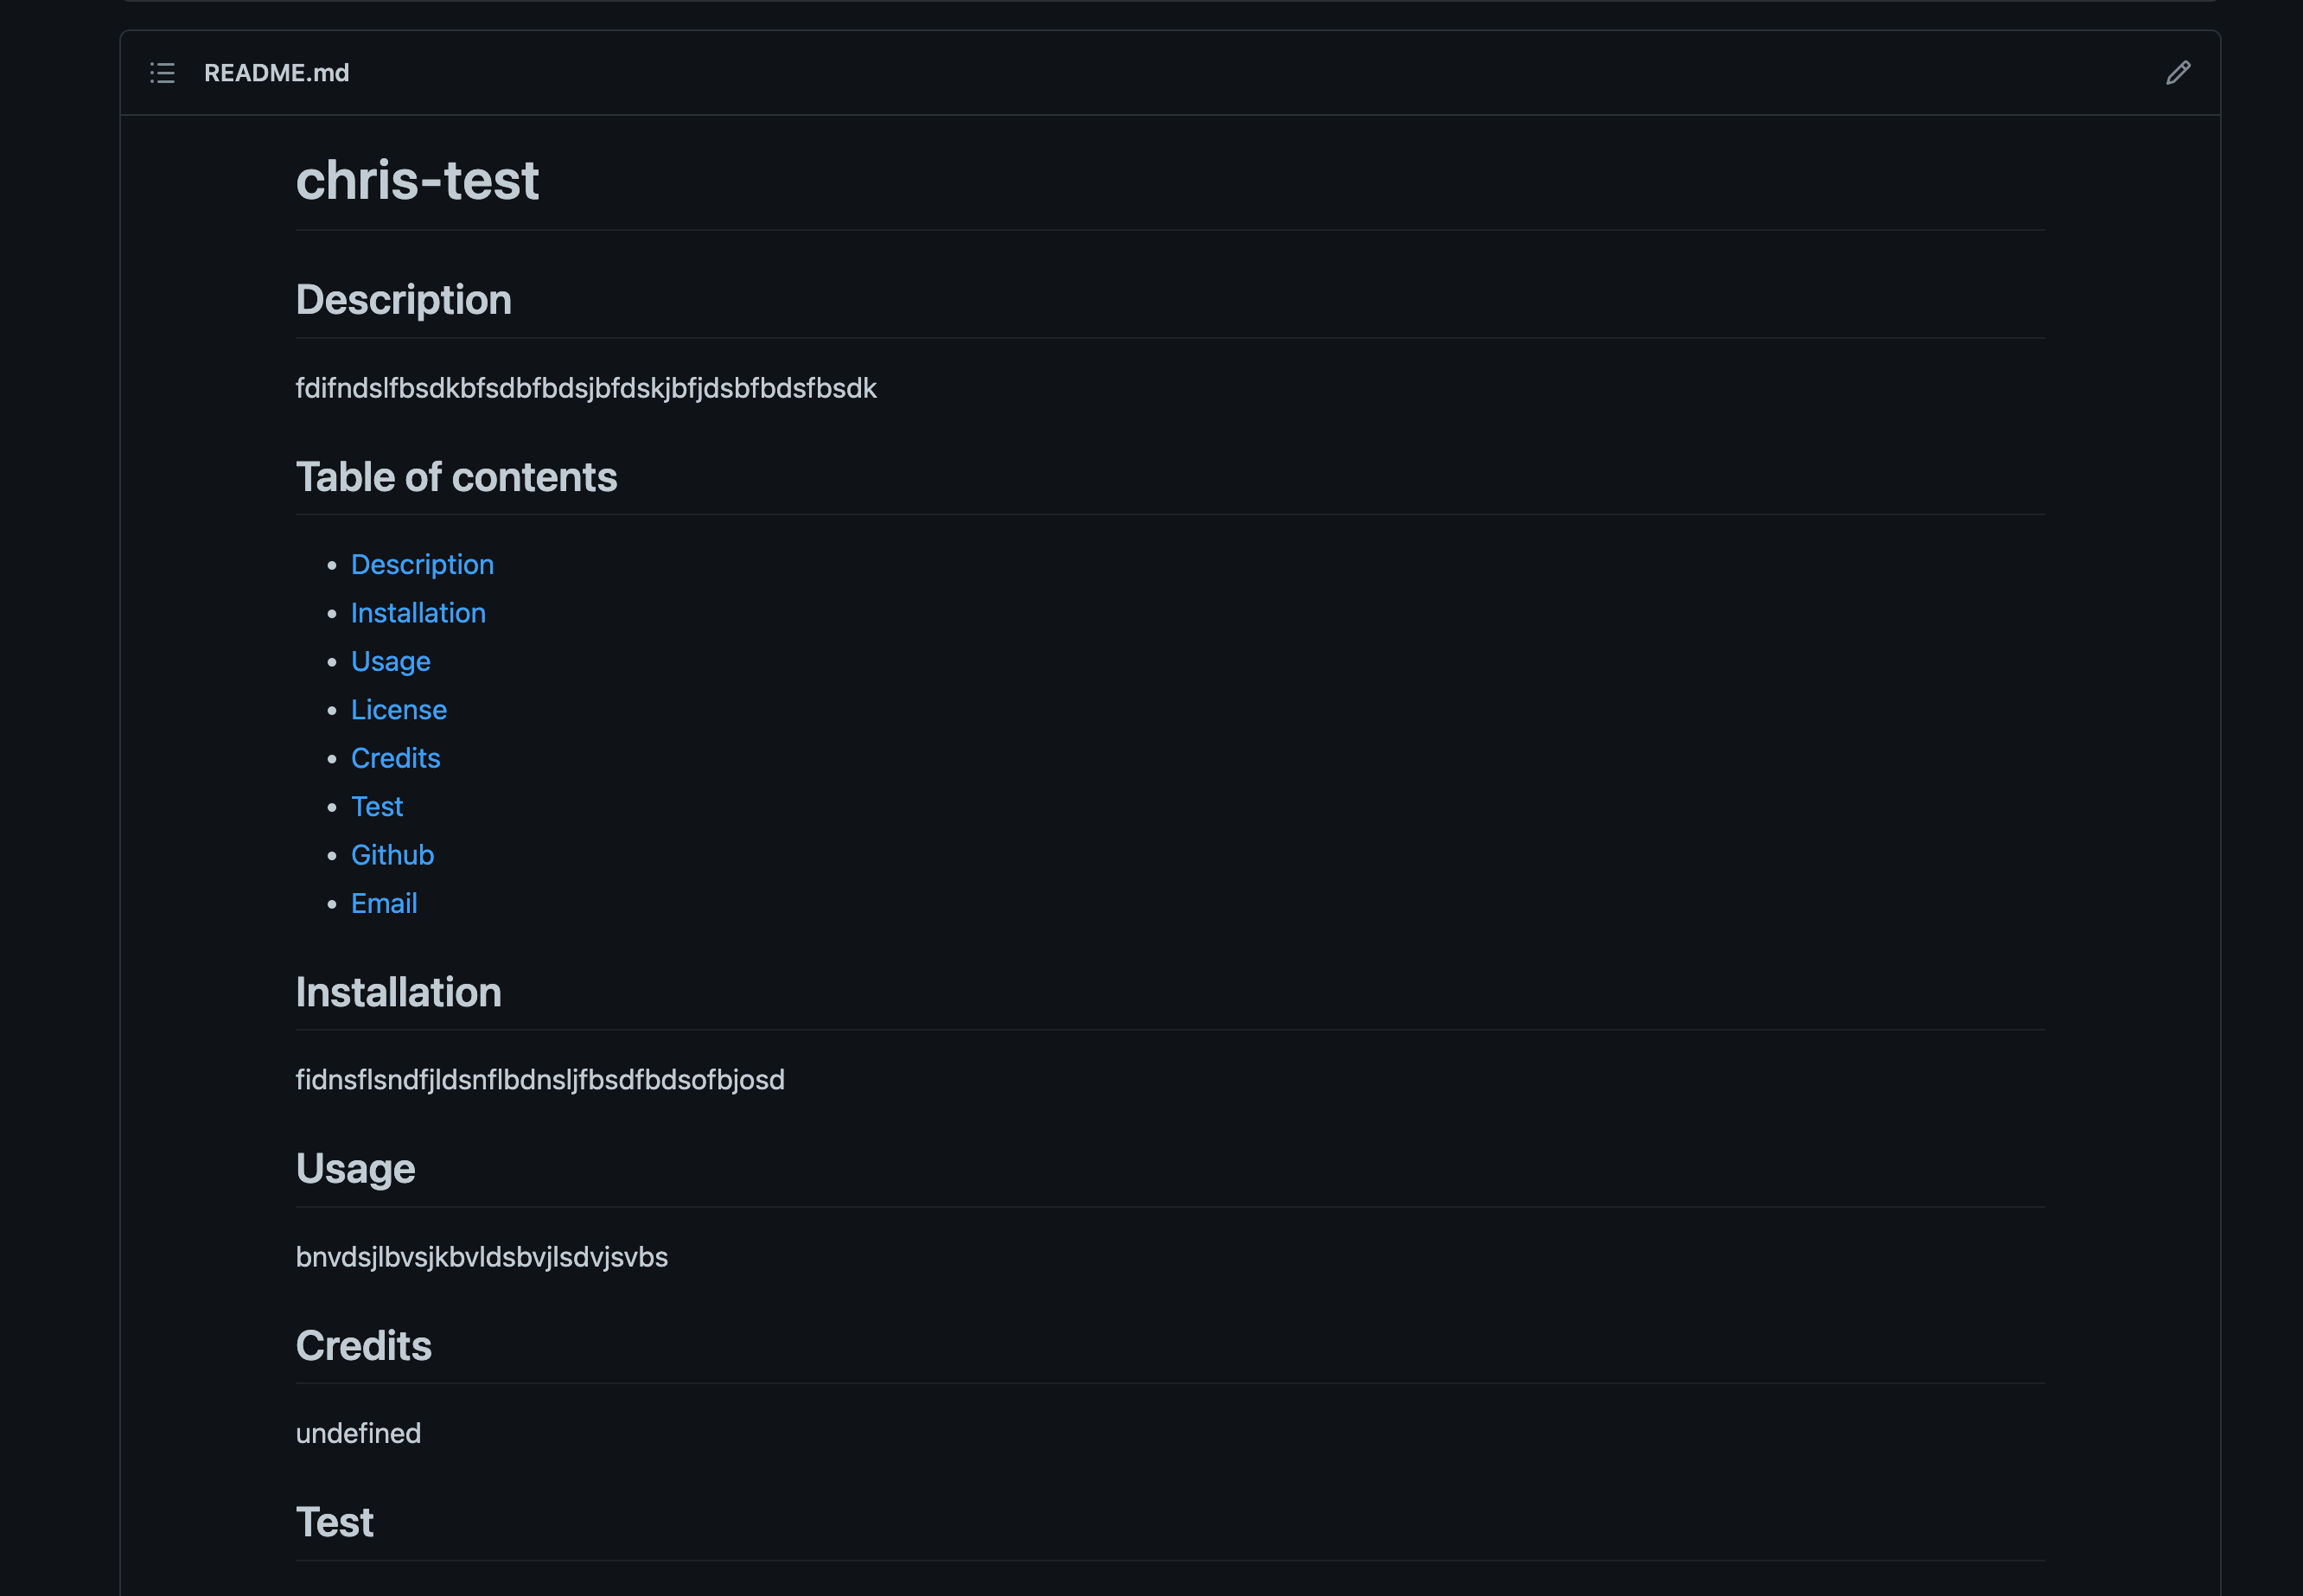 README.md
chris-test
Description
fdifndslfbsdkbfsdbfbdsjbfdskjbfjdsbfbdsfbsdk
Table of contents
Description
Installation
Usage
License
Credits
Test
Github
Email
Installation
fidnsflsndfjldsnflbdnsljfbsdfbdsofbjosd
Usage
bnvdsjlbvsjkbvldsbvjlsdvjsvbs
Credits
undefined
Test